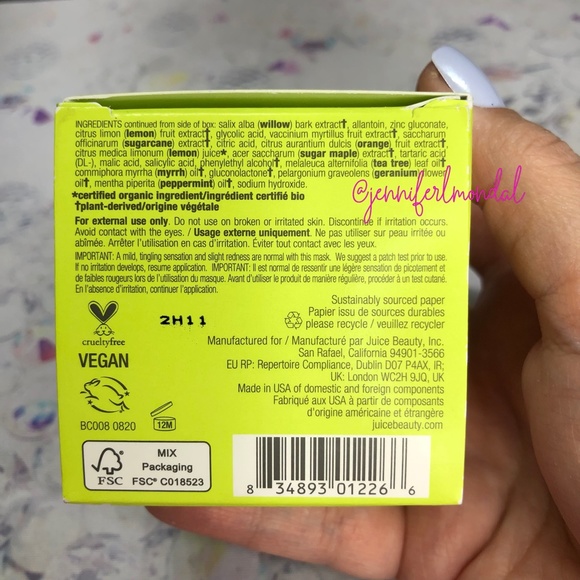 INGREDIENTS continued from side of box: salix alba (willow) bark extract†, allantoin, zinc gluconate,
citrus limon (lemon) fruit extract†, glycolic acid, vaccinium myrtillus fruit extract†, saccharum
officinarum (sugarcane) extract†, citric acid, citrus aurantium dulcis (orange) fruit extract†,
citrus medica limonum (lemon) juice*, acer saccharum (sugar maple) extract†, tartaric acid
(DL-), malic acid, salicylic acid, phenylethyl alcohol†, melaleuca alternifolia (tea tree) leaf oil†,
commiphora myrrha (myrrh) oil†, gluconolactone†, pelargonium graveolens (geranium) flower
oil†, mentha piperita (peppermint) oil†, sodium hydroxide.
*certified organic ingredient/ingrédient certifié bio
†plant-derived/origine végétale
@jenniferlmondal
For external use only. Do not use on broken or irritated skin. Discontinue if irritation occurs.
Avoid contact with the eyes. / Usage externe uniquement. Ne pas utiliser sur peau irritée ou
abîmée. Arrêter l'utilisation en cas d'irritation. Éviter tout contact avec les yeux.
IMPORTANT: A mild, tingling sensation and slight redness are normal with this mask. We suggest a patch test prior to use.
If no irritation develops, resume application. IMPORTANT: Il est normal de ressentir une légère sensation de picotement et
de faibles rougeurs lors de l'utilisation du masque. Avant d'utiliser le produit de manière régulière, procéder à un test cutané.
En l'absence d'irritation, continuer l'application.
Sustainably sourced paper
Papier issu de sources durables
please recycle / veuillez recycler
2H11
crueltyfree
VEGAN
Manufactured for / Manufacturé par Juice Beauty, Inc.
San Rafael, California 94901-3566
EU RP: Repertoire Compliance, Dublin D07 P4AX, IR;
UK: London WC2H 9JQ, UK
Made in USA of domestic and foreign components
Fabriqué aux USA à partir de composants
d'origine américaine et étrangère
juicebeauty.com
BC008 0820
12M
FSC
MIX
Packaging
FSC® C018523
8 34893 01226 6